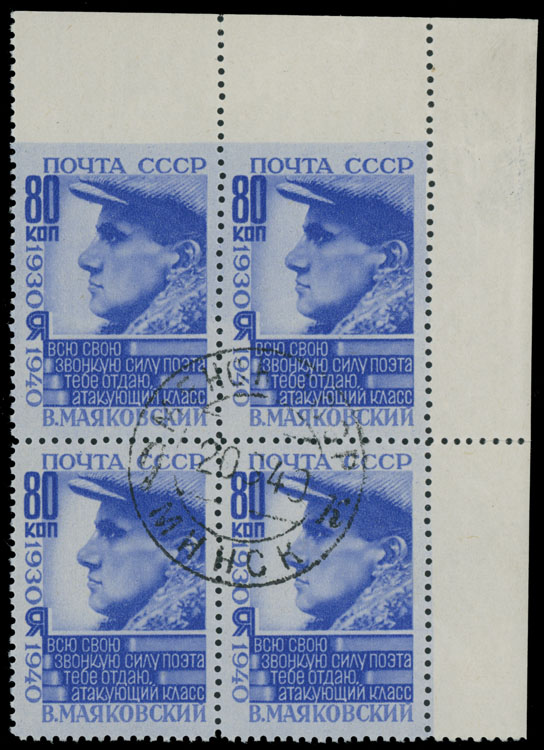 ПОЧТА СССР
80
КОП
1930
1940
Я
ВСЮ СВОЮ
ЗВОНКУЮ СИЛУ ПОЭТА
ТЕБЕ ОТДАЮ,
АТАКУЮЩИЙ КЛАСС
В. МАЯКОВСКИЙ
ПОЧТА СССР
80
КОП
1930
1940
Я
ВСЮ СВОЮ
ЗВОНКУЮ СИЛУ ПОЭТА
ТЕБЕ ОТДАЮ,
АТАКУЮЩИЙ КЛАСС
В. МАЯКОВСКИЙ
ПОЧТА СССР
80
КОП
1930
1940
Я
ВСЮ СВОЮ
ЗВОНКУЮ СИЛУ ПОЭТА
ТЕБЕ ОТДАЮ,
АТАКУЮЩИЙ КЛАСС
В. МАЯКОВСКИЙ
ПОЧТА СССР
80
КОП
1930
1940
Я
ВСЮ СВОЮ
ЗВОНКУЮ СИЛУ ПОЭТА
ТЕБЕ ОТДАЮ,
АТАКУЮЩИЙ КЛАСС
В. МАЯКОВСКИЙ
МИНСК